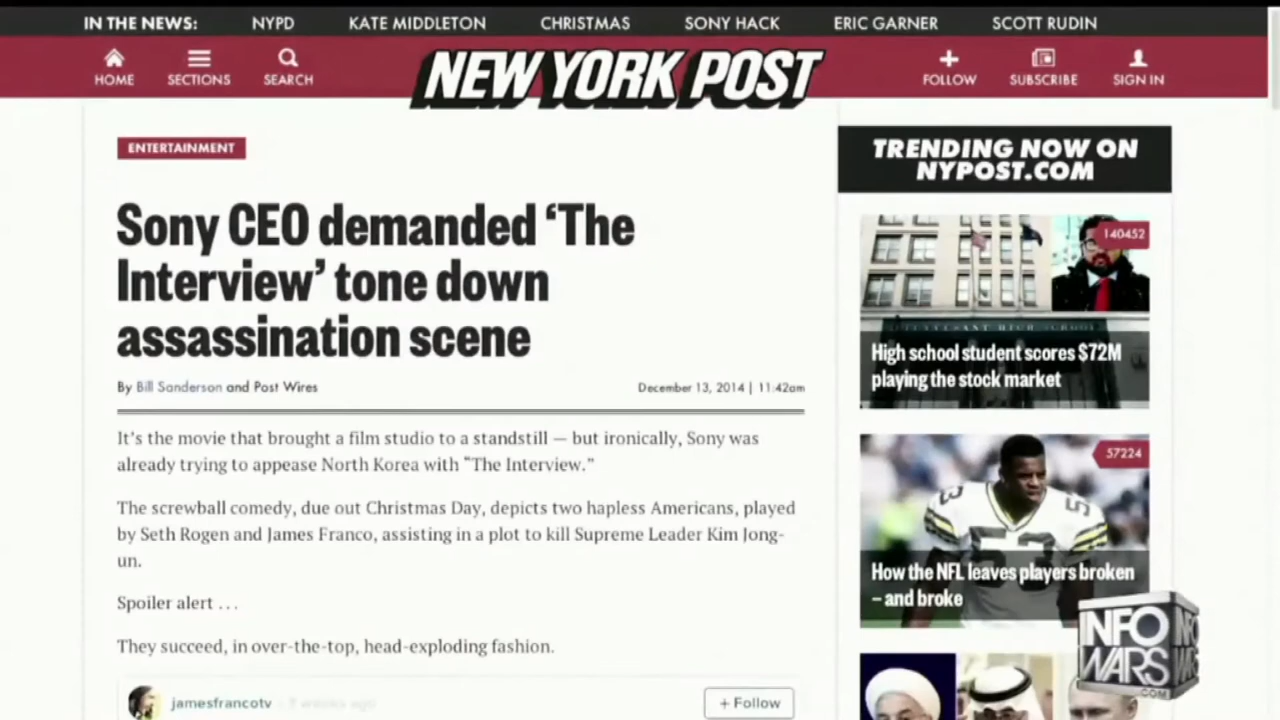 IN THE NEWS: NYPD KATE MIDDLETON CHRISTMAS SONY HACK ERIC GARNER SCOTT RUDIN
HOME SECTIONS SEARCH
NEW YORK POST
FOLLOW SUBSCRIBE SIGN IN
ENTERTAINMENT
Sony CEO demanded ‘The
Interview’ tone down
assassination scene
By Bill Sanderson and Post Wires
December 13, 2014 | 11:42am
It’s the movie that brought a film studio to a standstill — but ironically, Sony was
already trying to appease North Korea with “The Interview.”
The screwball comedy, due out Christmas Day, depicts two hapless Americans, played
by Seth Rogen and James Franco, assisting in a plot to kill Supreme Leader Kim Jong-
un.
Spoiler alert . . .
They succeed, in over-the-top, head-exploding fashion.
jamesfrancotv
+ Follow
TRENDING NOW ON
NYPOST.COM
140452
High school student scores $72M
playing the stock market
57224
53
How the NFL leaves players broken
– and broke
INFO
WARS
.COM